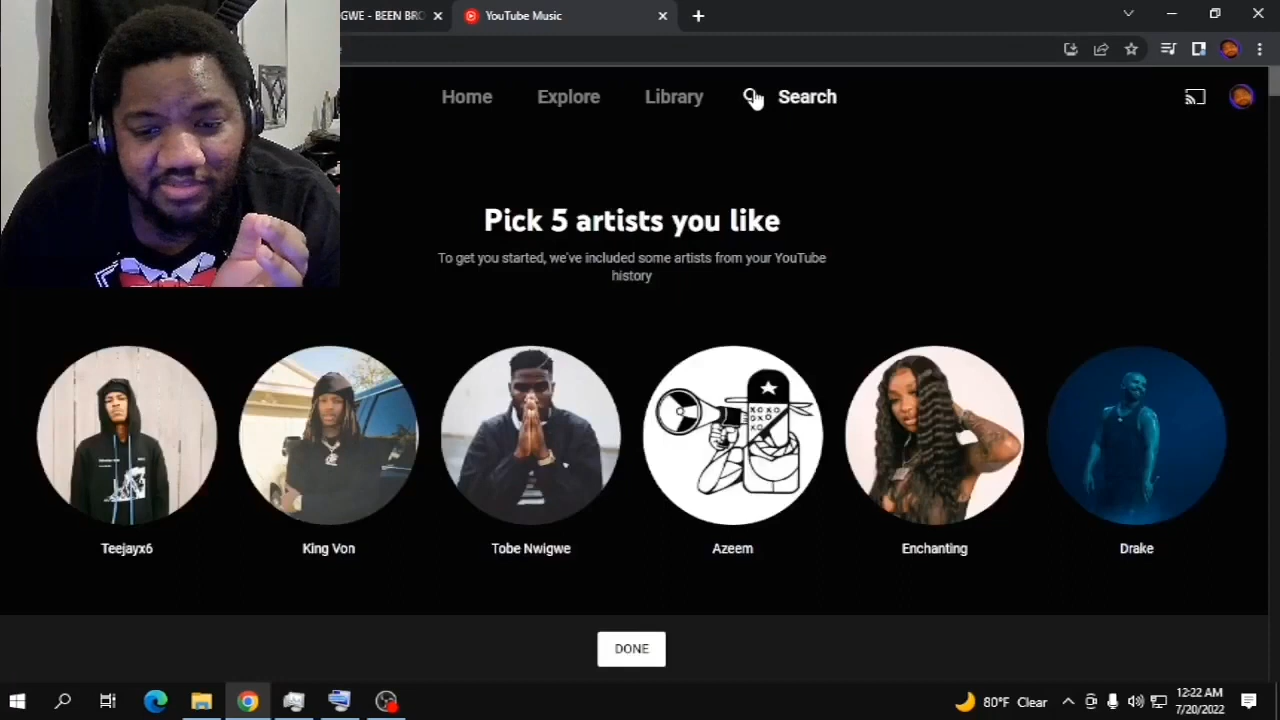 GWE - BEEN BRO
YouTube Music
Home
Explore
Library
Search
Pick 5 artists you like
To get you started, we've included some artists from your YouTube
history
Teejayx6
King Von
Tobe Nwigwe
Azeem
Enchanting
Drake
DONE
80°F Clear
12:22 AM
7/20/2022